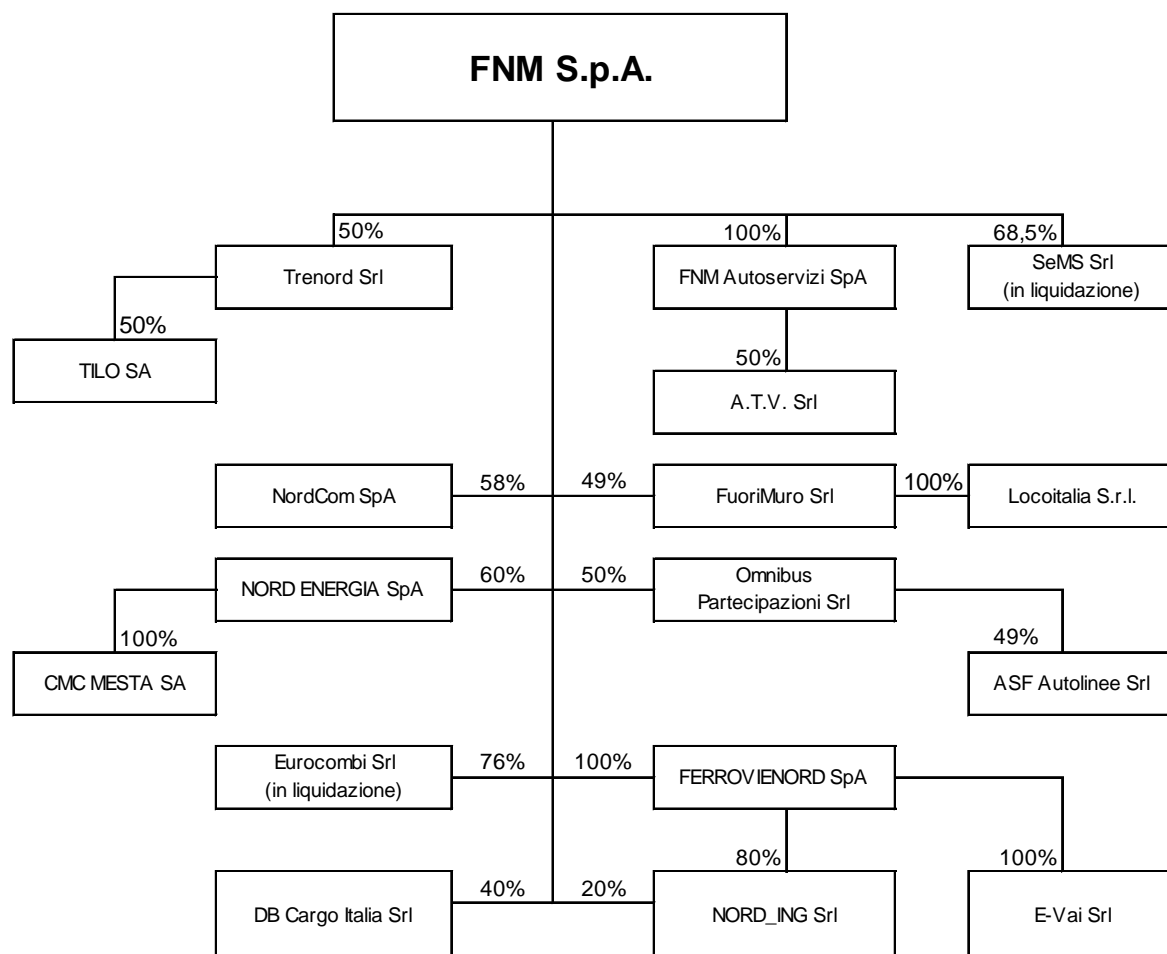 FNM S.p.A.
50%
100%
68,5%
Trenord Srl
FNM Autoservizi SpA
SeMS Srl
(in liquidazione)
50%
50%
TILO SA
A.T.V. Srl
NordCom SpA
58%
49%
FuoriMuro Srl
100%
Locoitalia S.r.l.
NORD ENERGIA SpA
60%
50%
Omnibus
Partecipazioni Srl
100%
49%
CMC MESTA SA
ASF Autolinee Srl
Eurocombi Srl
(in liquidazione)
76%
100%
FERROVIENORD SpA
80%
100%
DB Cargo Italia Srl
40%
20%
NORD_ING Srl
E-Vai Srl